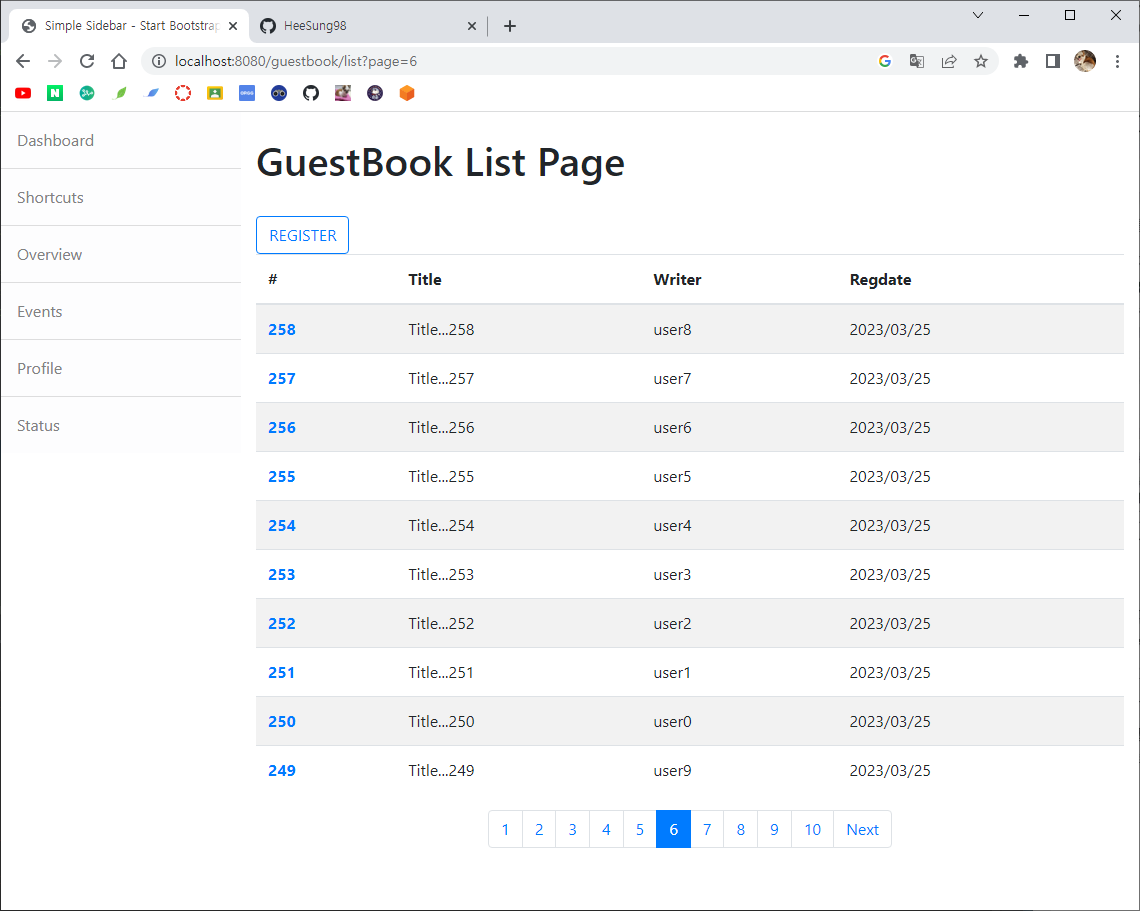 Simple Sidebar - Start Bootstrap
HeeSung98
localhost:8080/guestbook/list?page=6
Dashboard
Shortcuts
Overview
Events
Profile
Status
GuestBook List Page
REGISTER
# Title Writer Regdate
258 Title...258 user8 2023/03/25
257 Title...257 user7 2023/03/25
256 Title...256 user6 2023/03/25
255 Title...255 user5 2023/03/25
254 Title...254 user4 2023/03/25
253 Title...253 user3 2023/03/25
252 Title...252 user2 2023/03/25
251 Title...251 user1 2023/03/25
250 Title...250 user0 2023/03/25
249 Title...249 user9 2023/03/25
1 2 3 4 5 6 7 8 9 10 Next